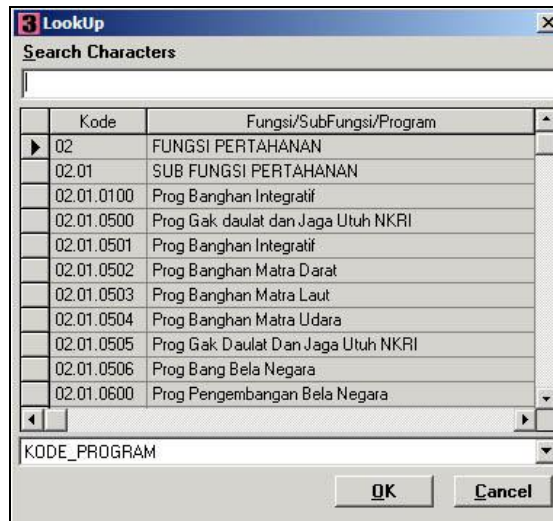 3 LookUp
Search Characters
Kode Fungsi/SubFungsi/Program
02 FUNGSI PERTAHANAN
02.01 SUB FUNGSI PERTAHANAN
02.01.0100 Prog Banghan Integratif
02.01.0500 Prog Gak daulat dan Jaga Utuh NKRI
02.01.0501 Prog Banghan Integratif
02.01.0502 Prog Banghan Matra Darat
02.01.0503 Prog Banghan Matra Laut
02.01.0504 Prog Banghan Matra Udara
02.01.0505 Prog Gak Daulat Dan Jaga Utuh NKRI
02.01.0506 Prog Bang Bela Negara
02.01.0600 Prog Pengembangan Bela Negara
KODE_PROGRAM
OK Cancel